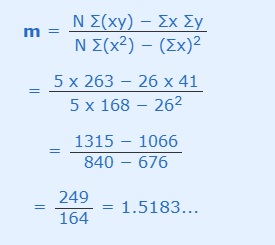 m = N Σ(xy) − Σx Σy / N Σ(x²) − (Σx)²
= 5 x 263 − 26 x 41 / 5 x 168 − 26²
= 1315 − 1066 / 840 − 676
= 249 / 164 = 1.5183...